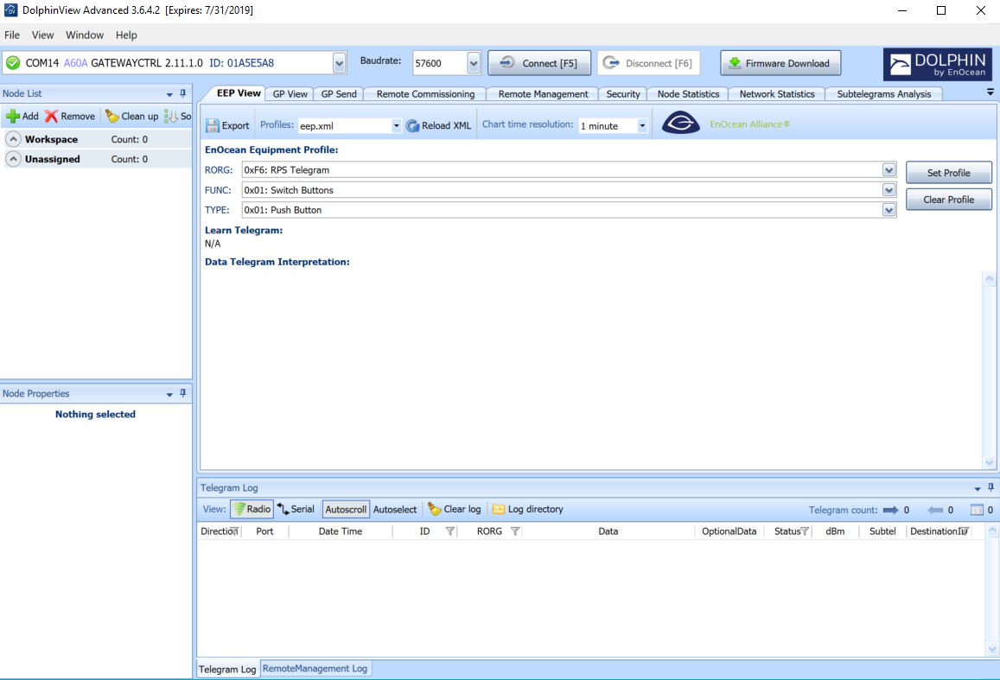 DolphinView Advanced 3.6.4.2 [Expires: 7/31/2019]
File View Window Help
COM14 A60A GATEWAYCTRL 2.11.1.0 ID: 01A5E5A8
Baudrate: 57600
Connect [F5]
Disconnect [F6]
Firmware Download
DOLPHIN
by EnOcean
Node List
Add Remove Clean up So
Workspace Count: 0
Unassigned Count: 0
Node Properties
Nothing selected
EEP View GP View GP Send Remote Commissioning Remote Management Security Node Statistics Network Statistics Subtelegrams Analysis
Export Profiles: eep.xml Reload XML Chart time resolution: 1 minute EnOcean Alliance®
EnOcean Equipment Profile:
RORG: 0xF6: RPS Telegram
Set Profile
FUNC: 0x01: Switch Buttons
Clear Profile
TYPE: 0x01: Push Button
Learn Telegram:
N/A
Data Telegram Interpretation:
Telegram Log
View: Radio Serial Autoscroll Autoselect Clear log Log directory Telegram count: 0 0 0
Direction Port Date Time ID RORG Data OptionalData Status dBm Subtel DestinationID
Telegram Log RemoteManagement Log